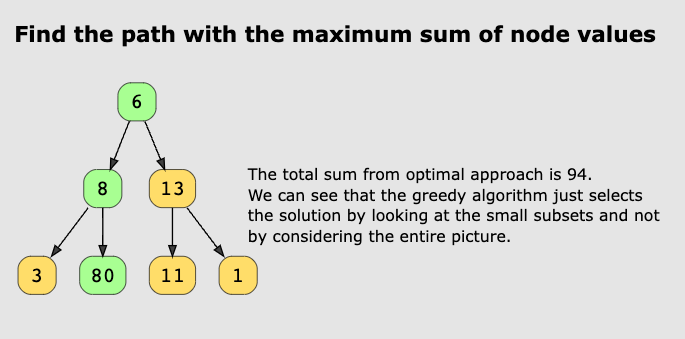 Find the path with the maximum sum of node values
6
8 13
The total sum from optimal approach is 94.
We can see that the greedy algorithm just selects
the solution by looking at the small subsets and not
by considering the entire picture.
3 80 11 1